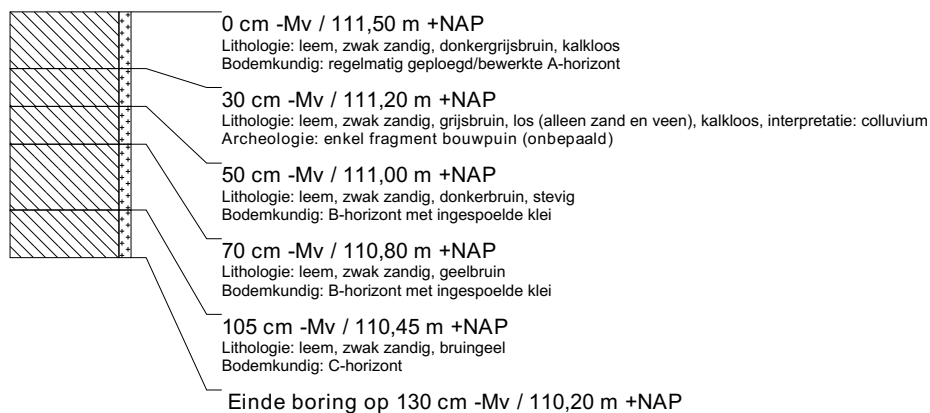 0 cm -Mv / 111,50 m +NAP
Lithologie: leem, zwak zandig, donkergrijsbruin, kalkloos
Bodemkundig: regelmatig geploegd/bewerkte A-horizont
30 cm -Mv / 111,20 m +NAP
Lithologie: leem, zwak zandig, grijsbruin, los (alleen zand en veen), kalkloos, interpretatie: colluvium
Archeologie: enkel fragment bouwpuin (onbepaald)
50 cm -Mv / 111,00 m +NAP
Lithologie: leem, zwak zandig, donkerbruin, stevig
Bodemkundig: B-horizont met ingespoelde klei
70 cm -Mv / 110,80 m +NAP
Lithologie: leem, zwak zandig, geelbruin
Bodemkundig: B-horizont met ingespoelde klei
105 cm -Mv / 110,45 m +NAP
Lithologie: leem, zwak zandig, bruingeel
Bodemkundig: C-horizont
Einde boring op 130 cm -Mv / 110,20 m +NAP